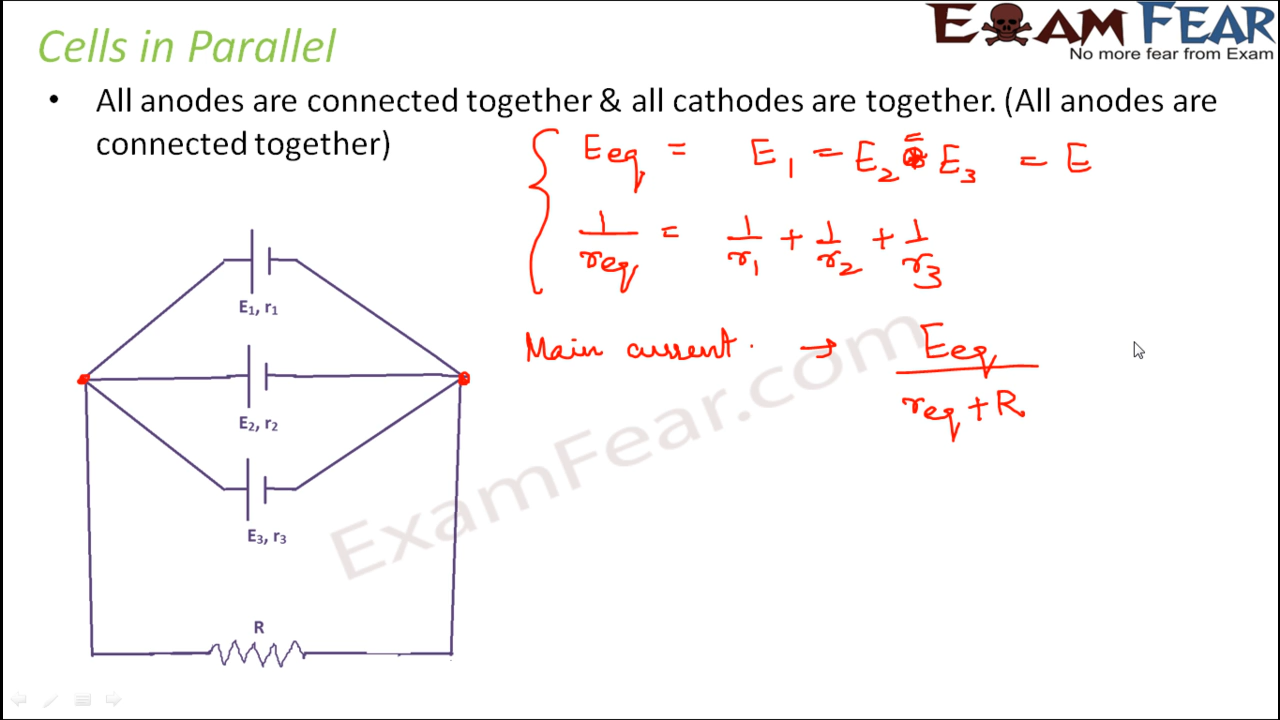 Cells in Parallel
EXAM FEAR
No more fear from Exam
• All anodes are connected together & all cathodes are together. (All anodes are
connected together)
Eeq = E1 = E2 = E3 = E
1/req = 1/r1 + 1/r2 + 1/r3
Main current. → Eeq/(req + R)
E1, r1
E2, r2
E3, r3
R
ExamFear.com